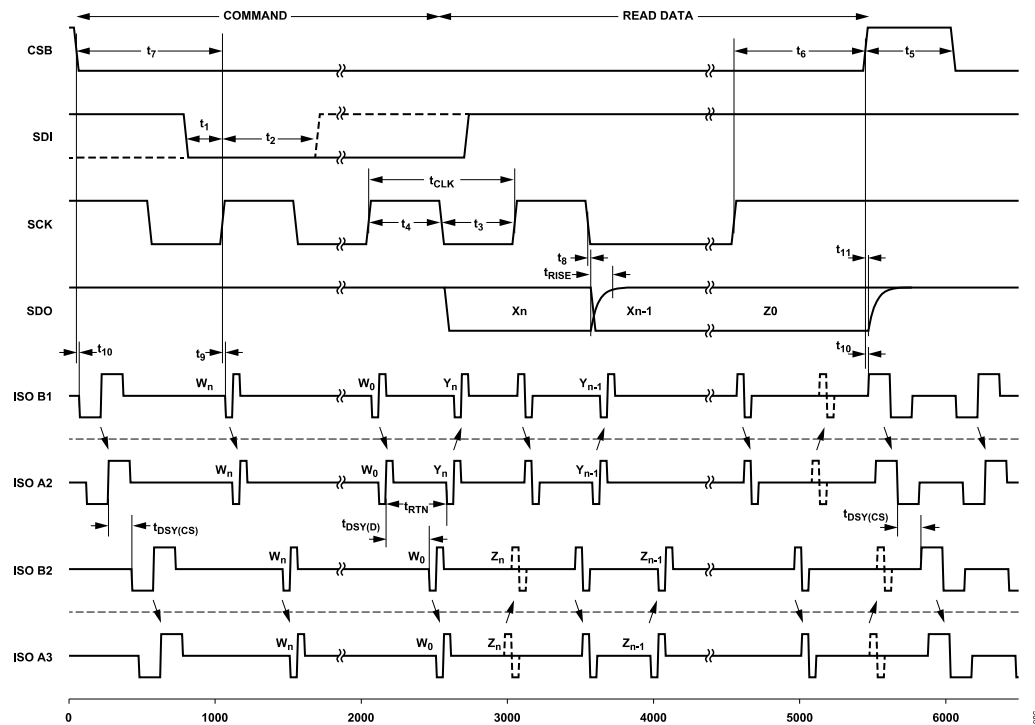 COMMAND READ DATA
CSB t7 t6 t5
SDI t1 t2
tCLK
SCK t4 t3
t8 t11
tRISE
SDO Xn Xn-1 Z0
t10 t9 t10
ISO B1 Wn W0 Yn Yn-1
ISO A2 Wn W0 Yn Yn-1
tRTN
tDSY(CS) tDSY(D) tDSY(CS)
ISO B2 Wn W0 Zn Zn-1
ISO A3 Wn W0 Zn Zn-1
0 1000 2000 3000 4000 5000 6000